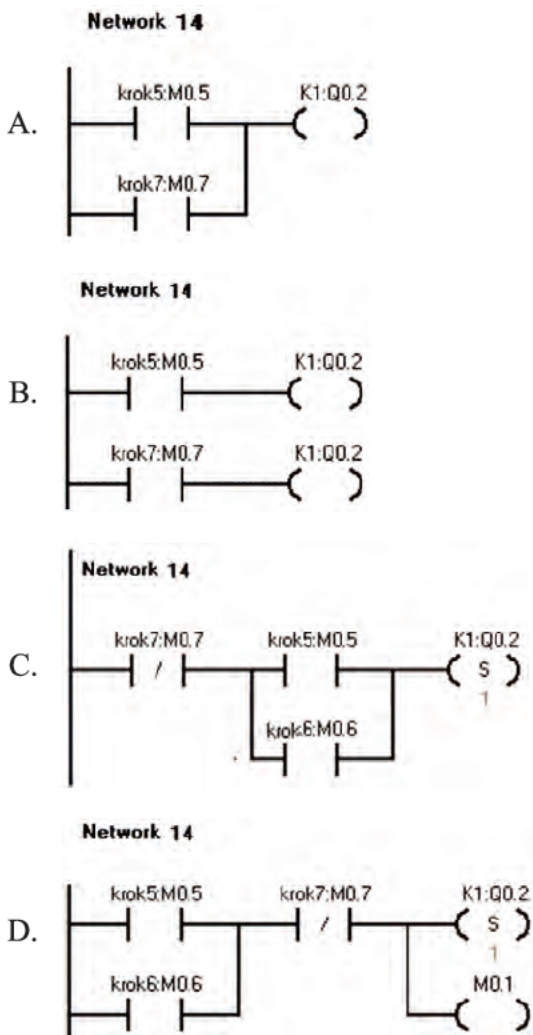 Network 14
A.
krok5:M0.5 K1:Q0.2
krok7:M0.7
Network 14
B.
krok5:M0.5 K1:Q0.2
krok7:M0.7 K1:Q0.2
Network 14
C.
krok7:M0.7 krok5:M0.5 K1:Q0.2
/ S
1
krok6:M0.6
Network 14
D.
krok5:M0.5 krok7:M0.7 K1:Q0.2
/ S
1
krok6:M0.6 M0.1